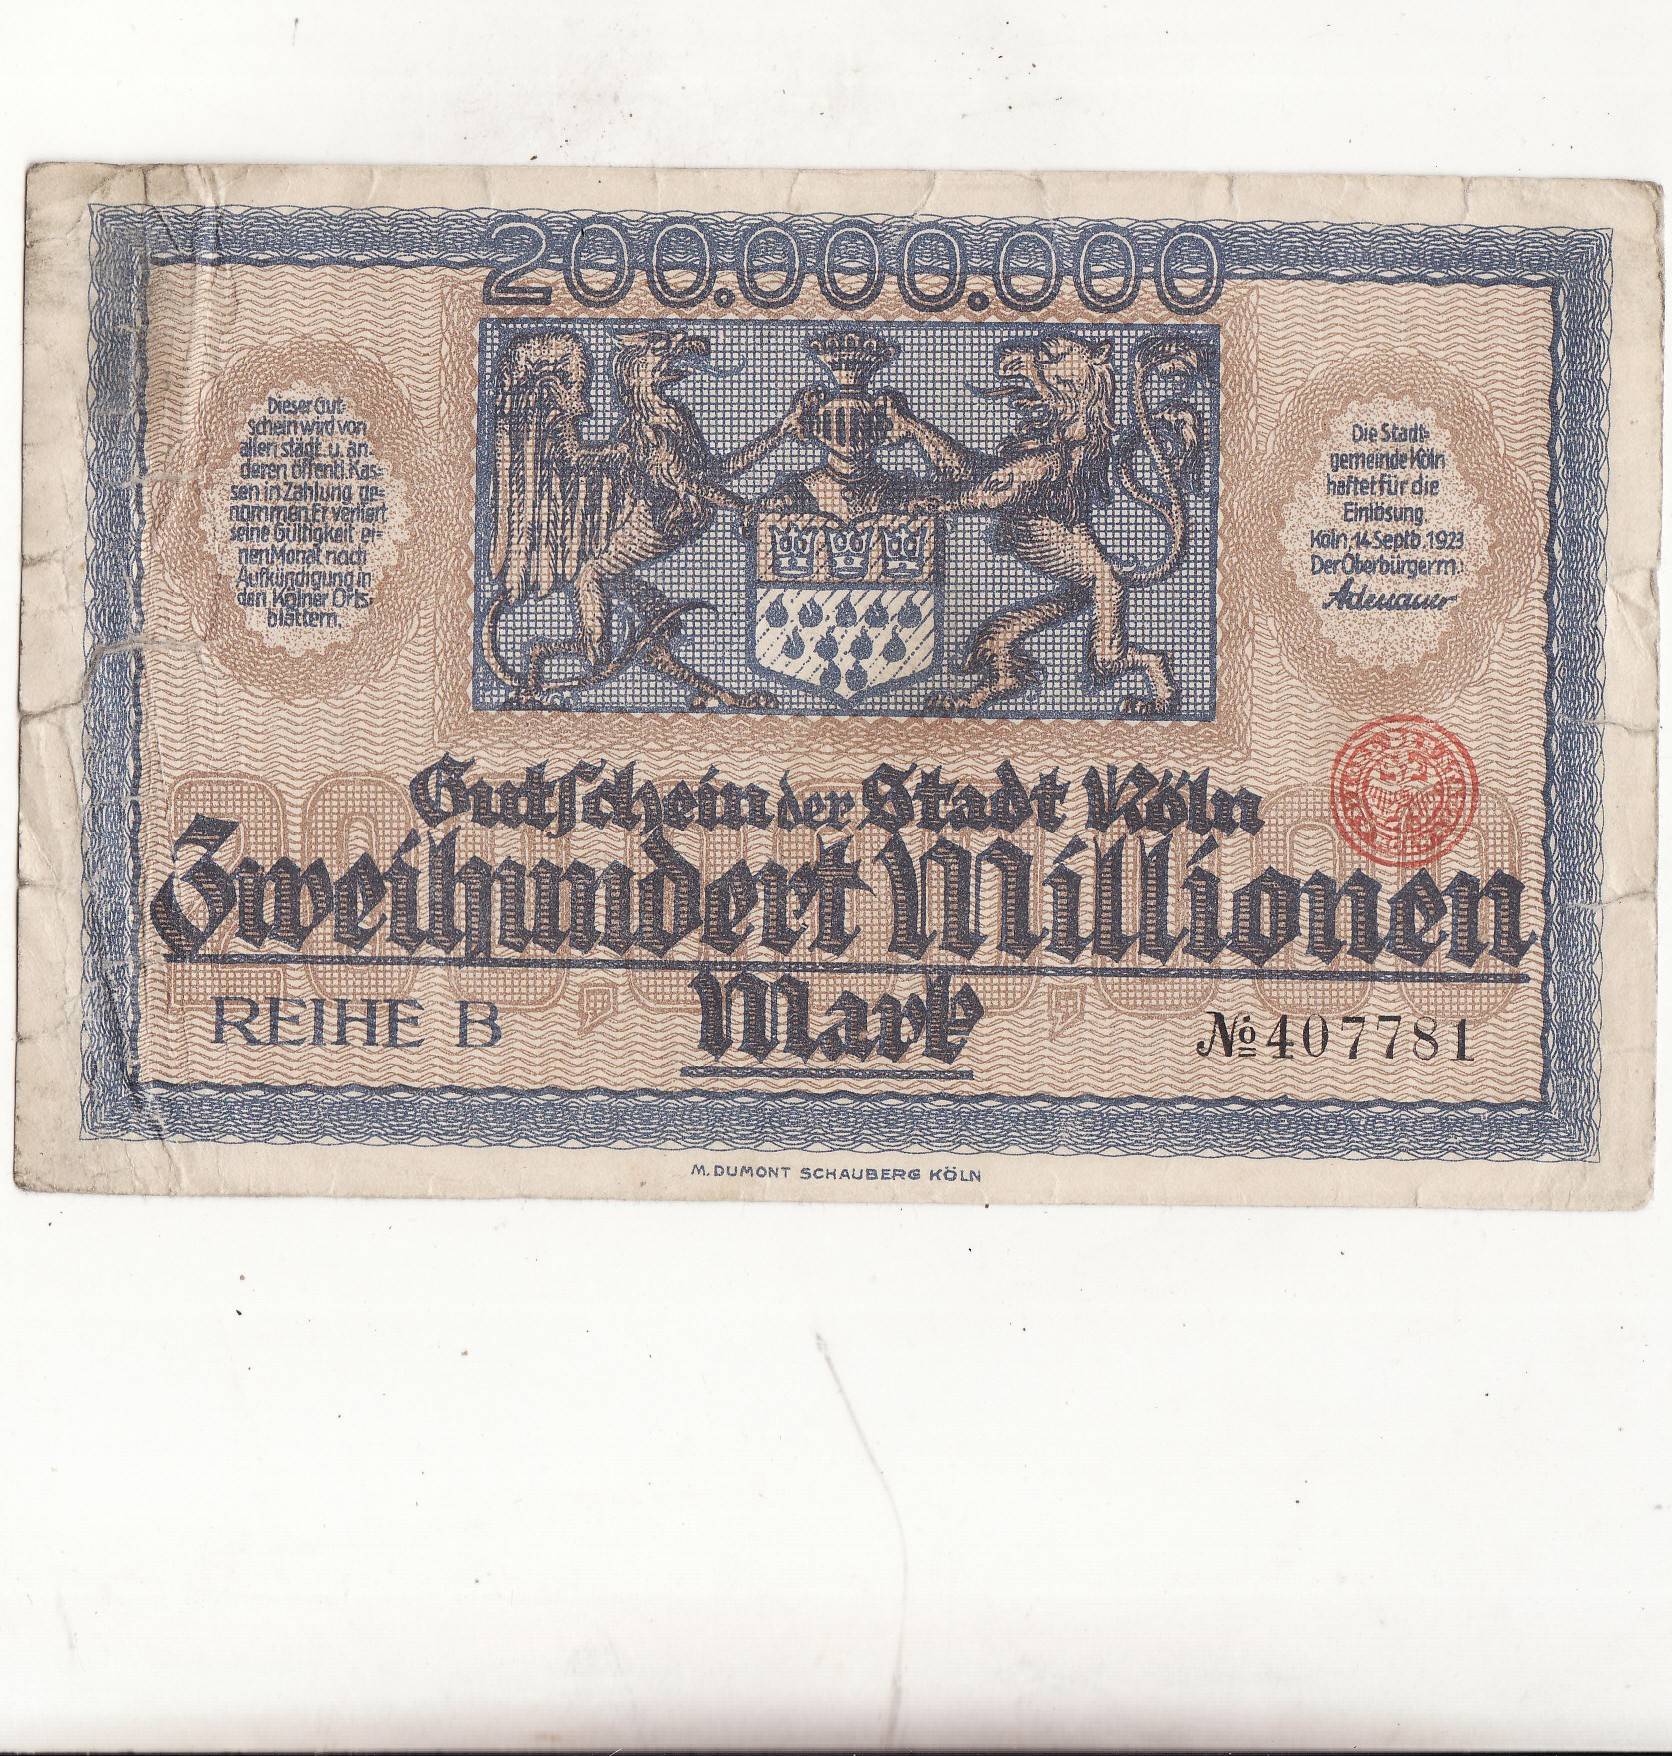 200.000.000
Dieser Gut-
schein wird von
allen städt. u. an-
deren öffentl. Kas-
sen in Zahlung ge-
nommen. Er verliert
seine Gültigkeit ei-
nen Monat nach
Aufkündigung in
den Kölner Orts-
blättern.
Die Stadt-
gemeinde Köln
haftet für die
Einlösung.
Köln, 14 Septb. 1923
Der Oberbürgerm.:
Adenauer
Gutschein der Stadt Köln
Zweihundert Millionen
Mark
REIHE B
No 407781
M. DUMONT SCHAUBERG KÖLN